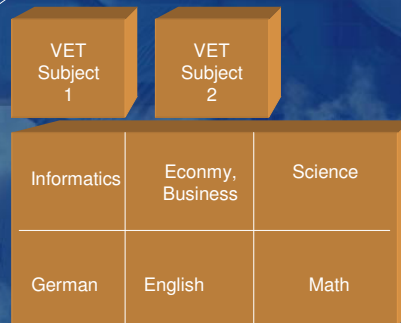 VET
Subject
1
VET
Subject
2
Informatics
Econmy,
Business
Science
German
English
Math